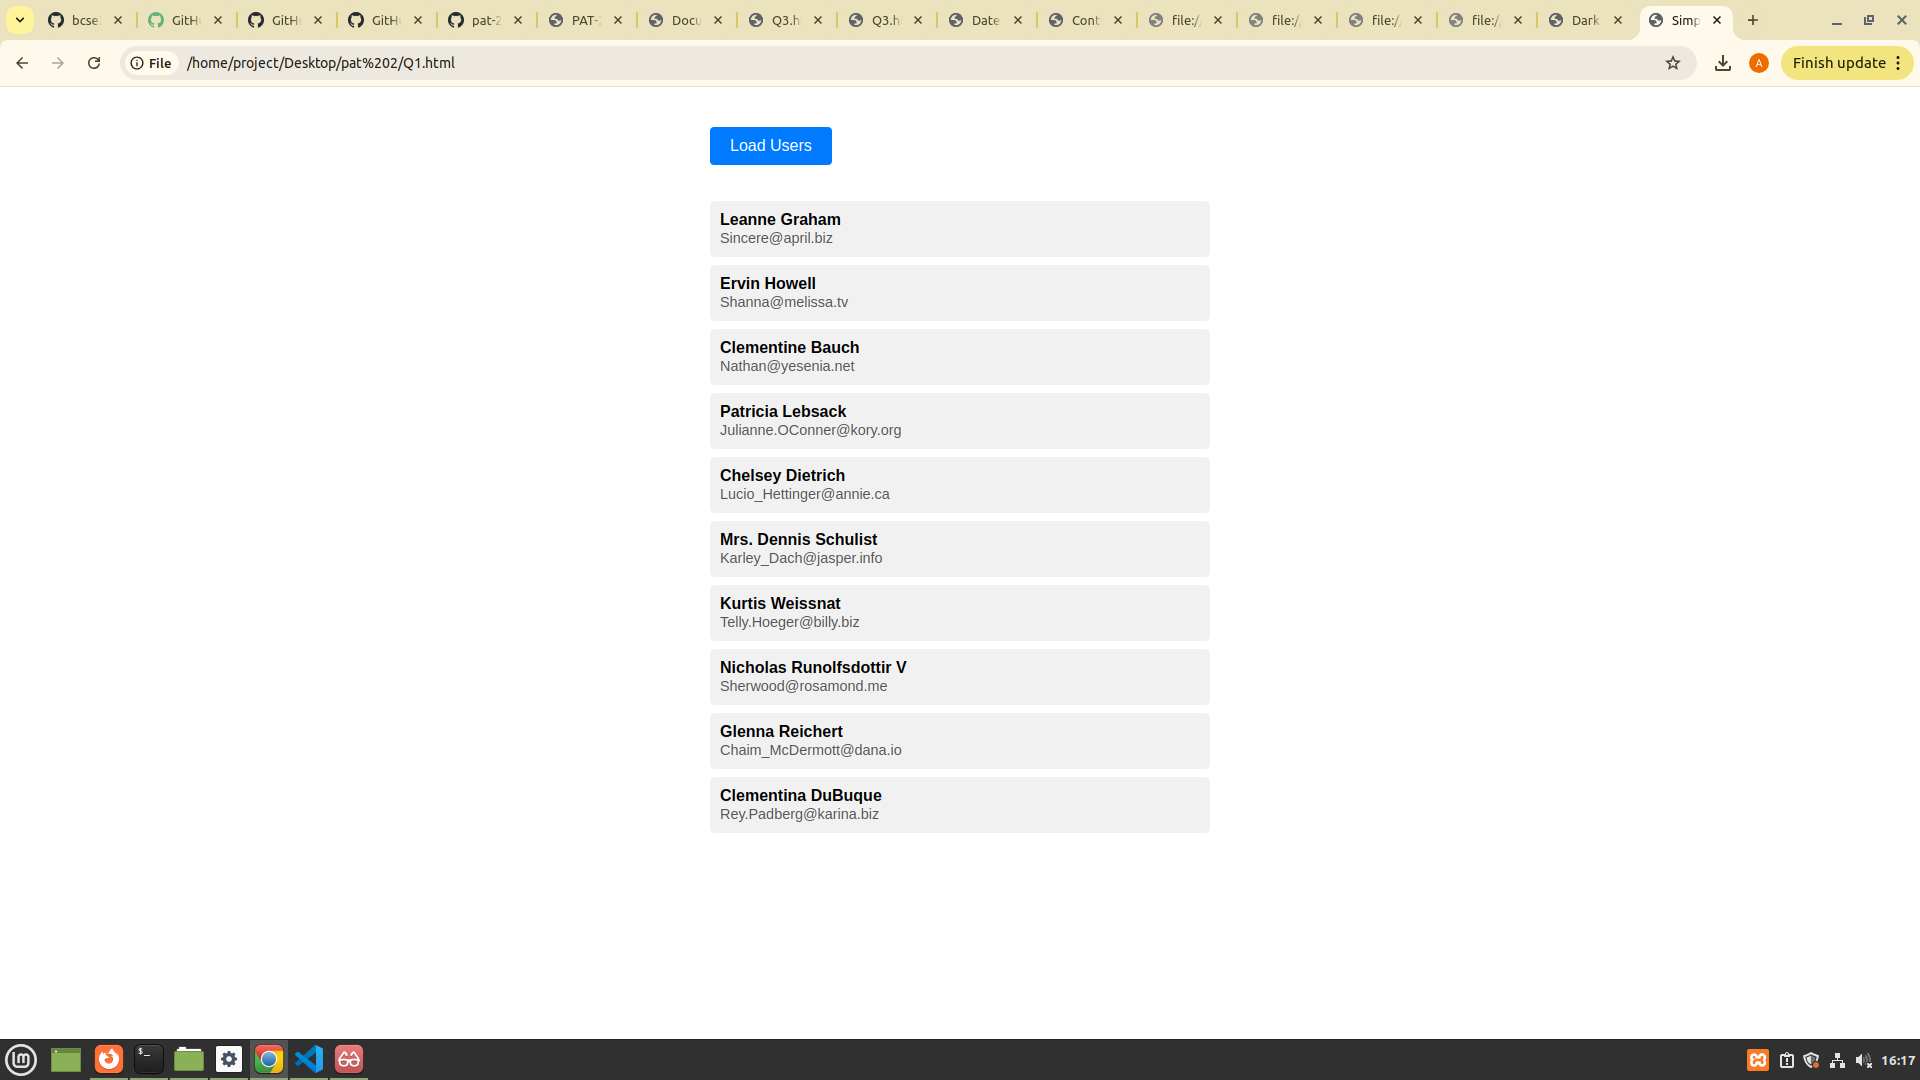 bcse
GitH
GitH
GitH
pat-2
PAT-
Docu
Q3.h
Q3.h
Date
Cont
file:/
file:/
file:/
file:/
Dark
Simp
File
/home/project/Desktop/pat%202/Q1.html
A
Finish update
Load Users
Leanne Graham
Sincere@april.biz
Ervin Howell
Shanna@melissa.tv
Clementine Bauch
Nathan@yesenia.net
Patricia Lebsack
Julianne.OConner@kory.org
Chelsey Dietrich
Lucio_Hettinger@annie.ca
Mrs. Dennis Schulist
Karley_Dach@jasper.info
Kurtis Weissnat
Telly.Hoeger@billy.biz
Nicholas Runolfsdottir V
Sherwood@rosamond.me
Glenna Reichert
Chaim_McDermott@dana.io
Clementina DuBuque
Rey.Padberg@karina.biz
$_
16:17